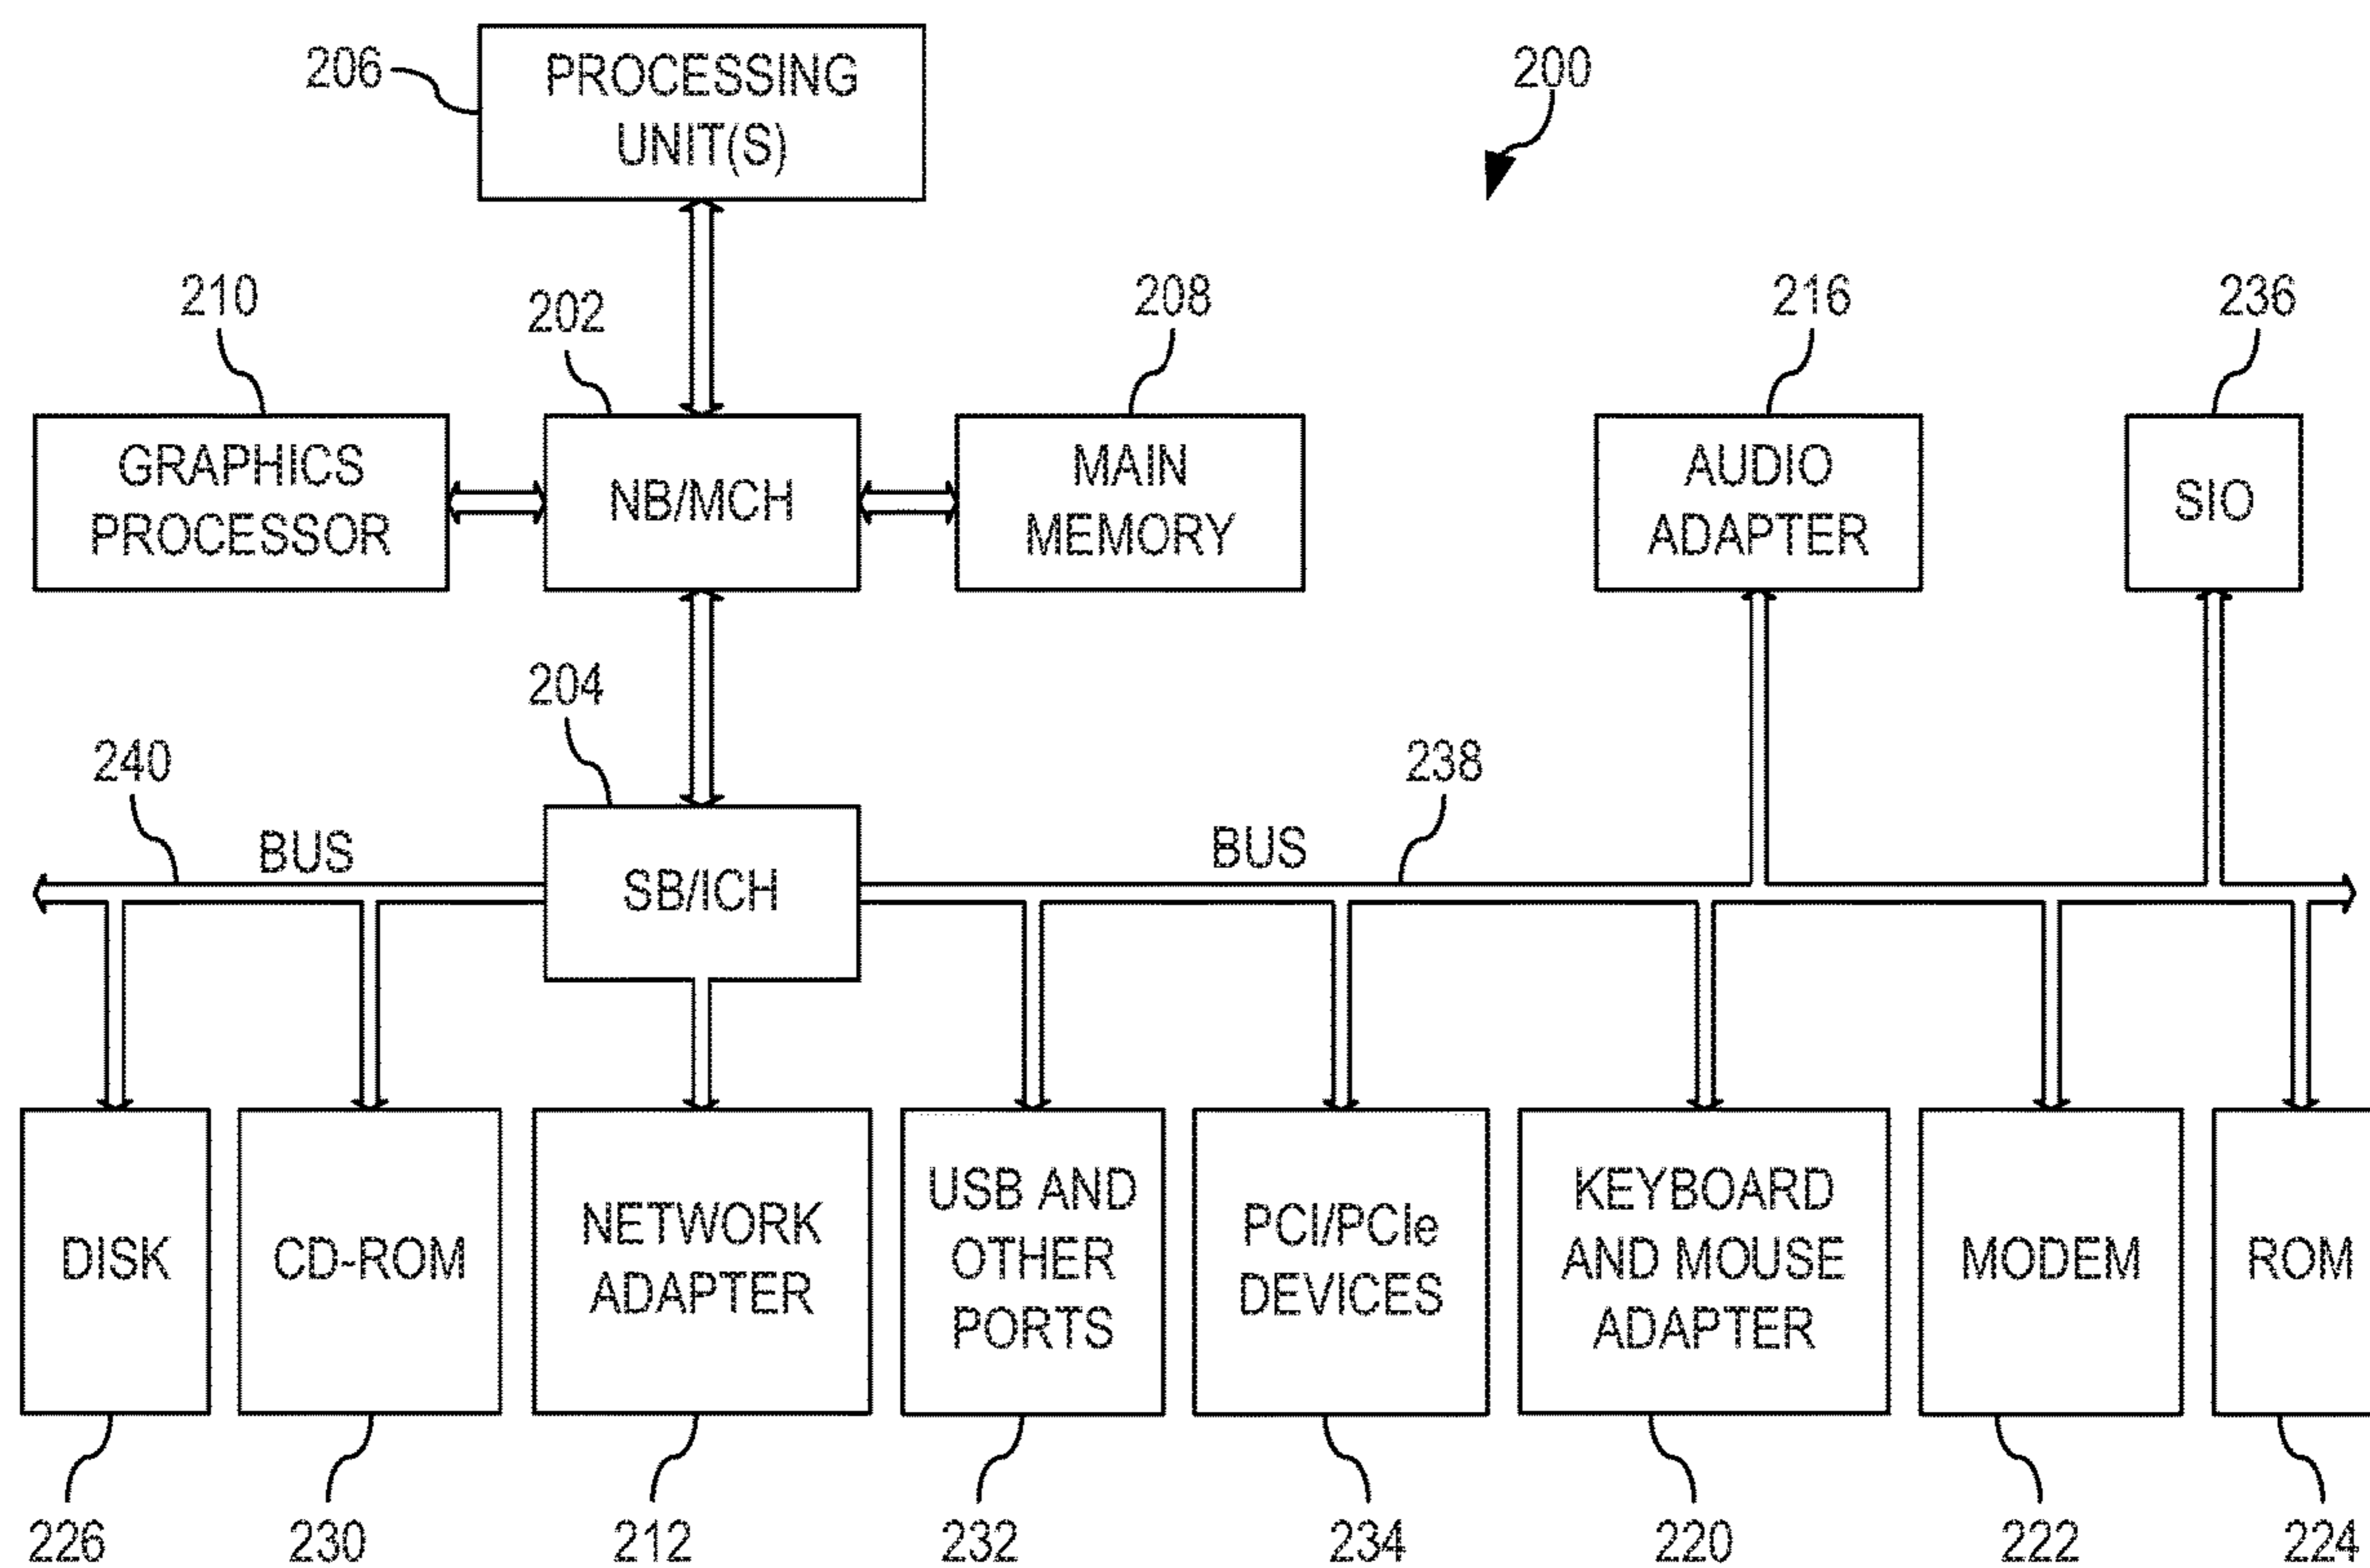 206
PROCESSING
UNIT(S)
200
210
202
208
216
236
GRAPHICS
PROCESSOR
NB/MCH
MAIN
MEMORY
AUDIO
ADAPTER
SIO
204
240
238
BUS
SB/ICH
BUS
DISK
CD-ROM
NETWORK
ADAPTER
USB AND
OTHER
PORTS
PCI/PCIe
DEVICES
KEYBOARD
AND MOUSE
ADAPTER
MODEM
ROM
226
230
212
232
234
220
222
224